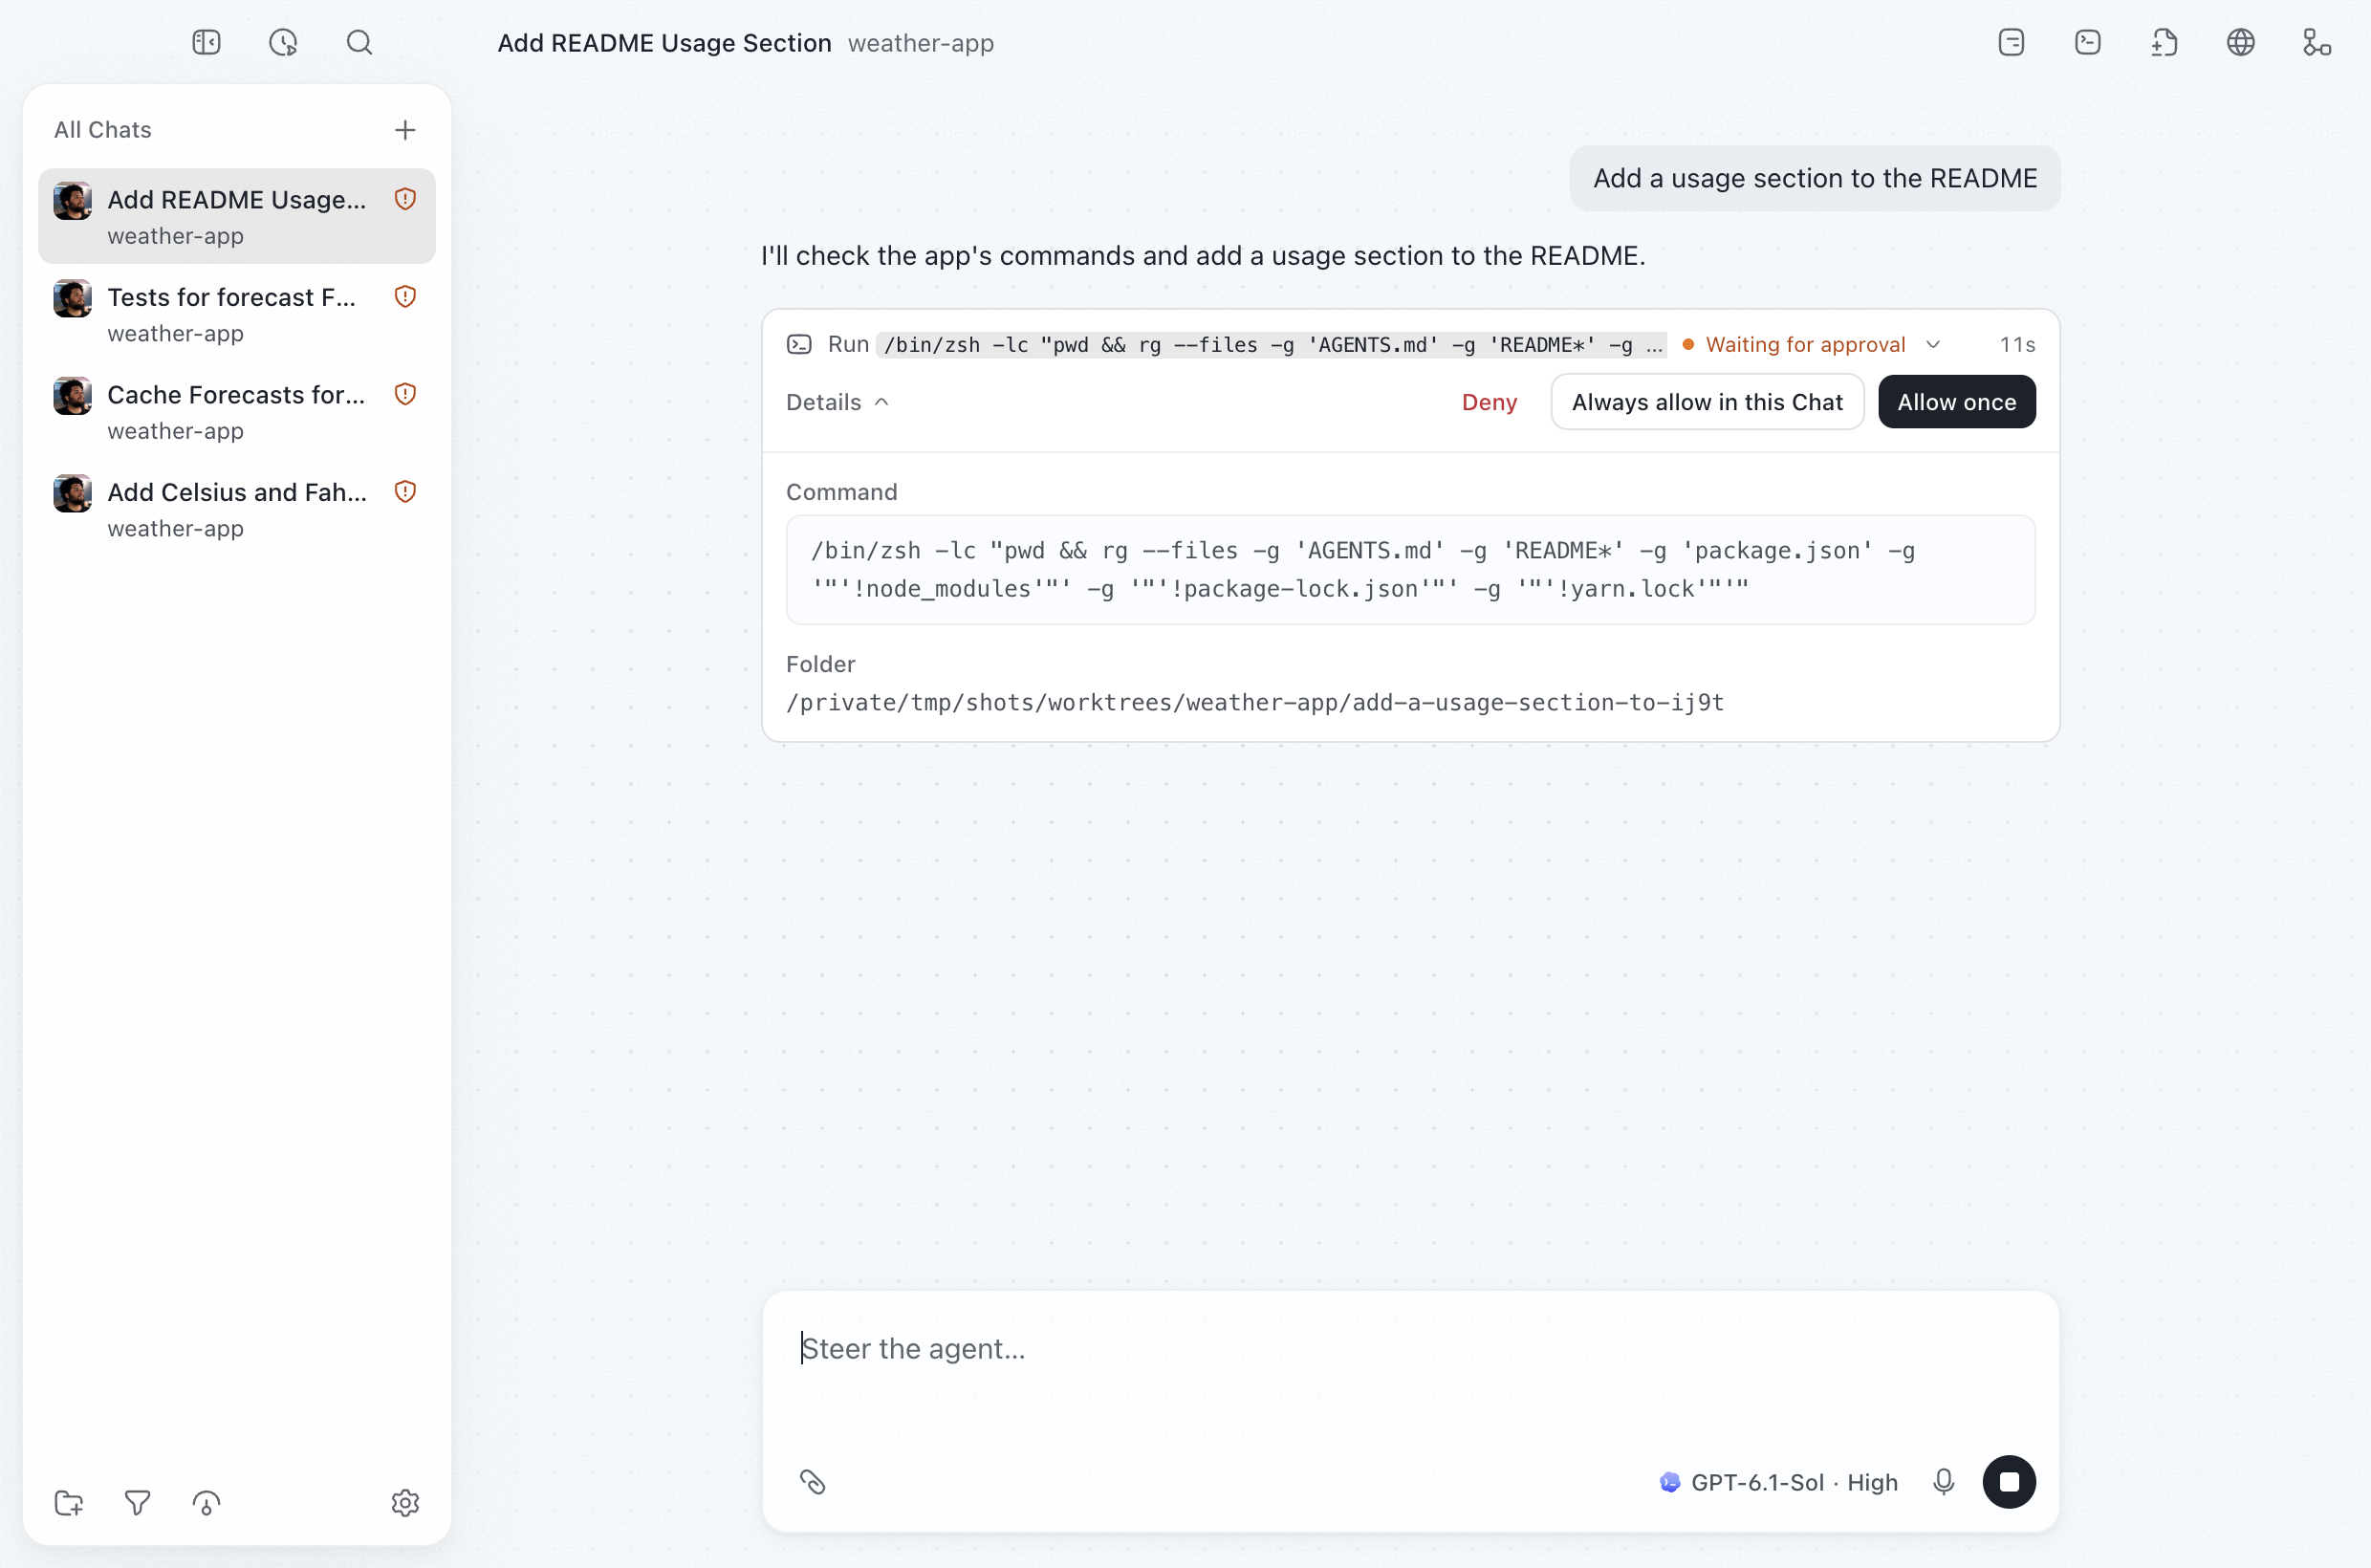 Add README Usage Section weather-app
All Chats
Add README Usage...
weather-app
Tests for forecast F...
weather-app
Cache Forecasts for...
weather-app
Add Celsius and Fah...
weather-app
Add a usage section to the README
I'll check the app's commands and add a usage section to the README.
Run /bin/zsh -lc "pwd && rg --files -g 'AGENTS.md' -g 'README*' -g ... Waiting for approval 11s
Details Deny Always allow in this Chat Allow once
Command
/bin/zsh -lc "pwd && rg --files -g 'AGENTS.md' -g 'README*' -g 'package.json' -g
'"'!node_modules'"' -g '"'!package-lock.json'"' -g '"'!yarn.lock'"'"
Folder
/private/tmp/shots/worktrees/weather-app/add-a-usage-section-to-ij9t
Steer the agent...
GPT-6.1-Sol · High